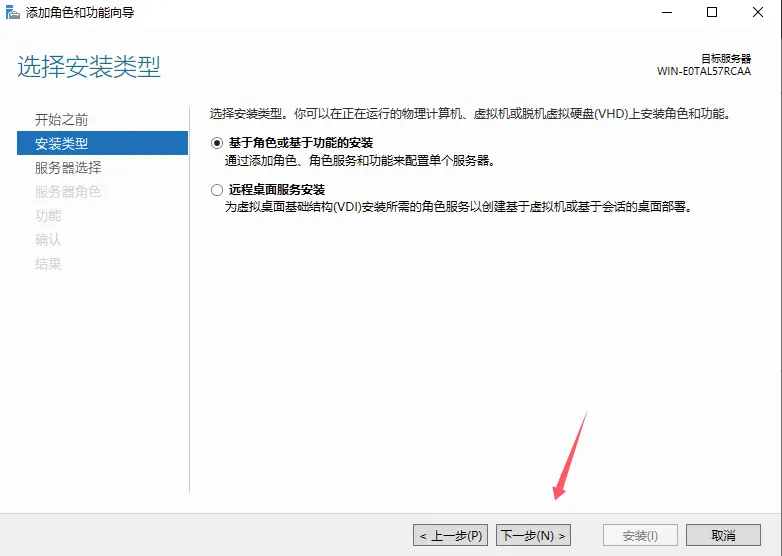 添加角色和功能向导
选择安装类型
目标服务器
WIN-E0TAL57RCAA
开始之前
安装类型
服务器选择
服务器角色
功能
确认
结果
选择安装类型。你可以在正在运行的物理计算机、虚拟机或脱机虚拟硬盘(VHD)上安装角色和功能。
基于角色或基于功能的安装
通过添加角色、角色服务和功能来配置单个服务器。
远程桌面服务安装
为虚拟桌面基础结构(VDI)安装所需的角色服务以创建基于虚拟机或基于会话的桌面部署。
< 上一步(P)
下一步(N) >
安装(I)
取消